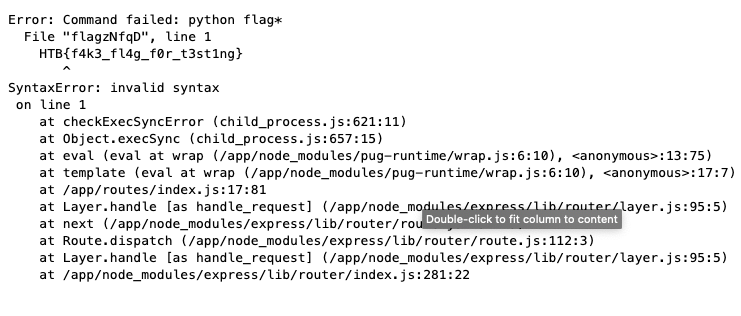 Error: Command failed: python flag*
File "flagzNfqD", line 1
HTB{f4k3_fl4g_f0r_t3st1ng}
^
SyntaxError: invalid syntax
on line 1
at checkExecSyncError (child_process.js:621:11)
at Object.execSync (child_process.js:657:15)
at eval (eval at wrap (/app/node_modules/pug-runtime/wrap.js:6:10), <anonymous>:13:75)
at template (eval at wrap (/app/node_modules/pug-runtime/wrap.js:6:10), <anonymous>:17:7)
at /app/routes/index.js:17:81
at Layer.handle [as handle_request] (/app/node_modules/express/lib/router/layer.js:95:5)
Double-click to fit column to content
at next (/app/node_modules/express/lib/router/
at Route.dispatch (/app/node_modules/express/lib/router/route.js:112:3)
at Layer.handle [as handle_request] (/app/node_modules/express/lib/router/layer.js:95:5)
at /app/node_modules/express/lib/router/index.js:281:22